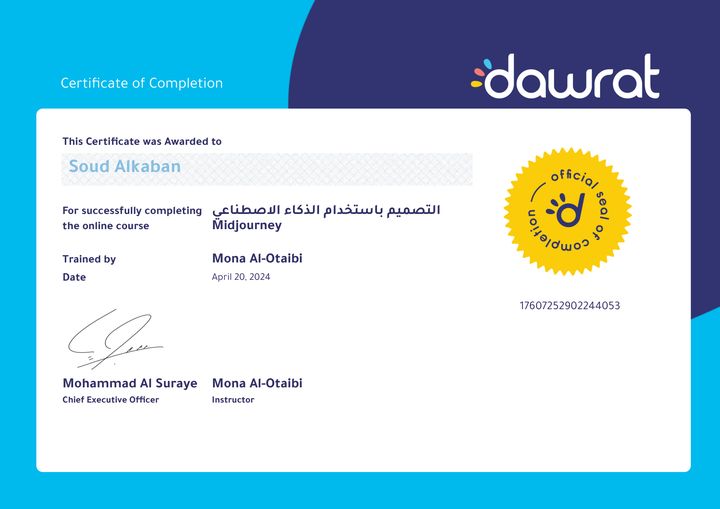 Certificate of Completion
dawrat
This Certificate was Awarded to
Soud Alkaban
For successfully completing
the online course
التصميم باستخدام الذكاء الاصطناعي
Midjourney
Trained by
Mona Al-Otaibi
Date
April 20, 2024
official seal of completion
17607252902244053
Mohammad Al Suraye
Chief Executive Officer
Mona Al-Otaibi
Instructor